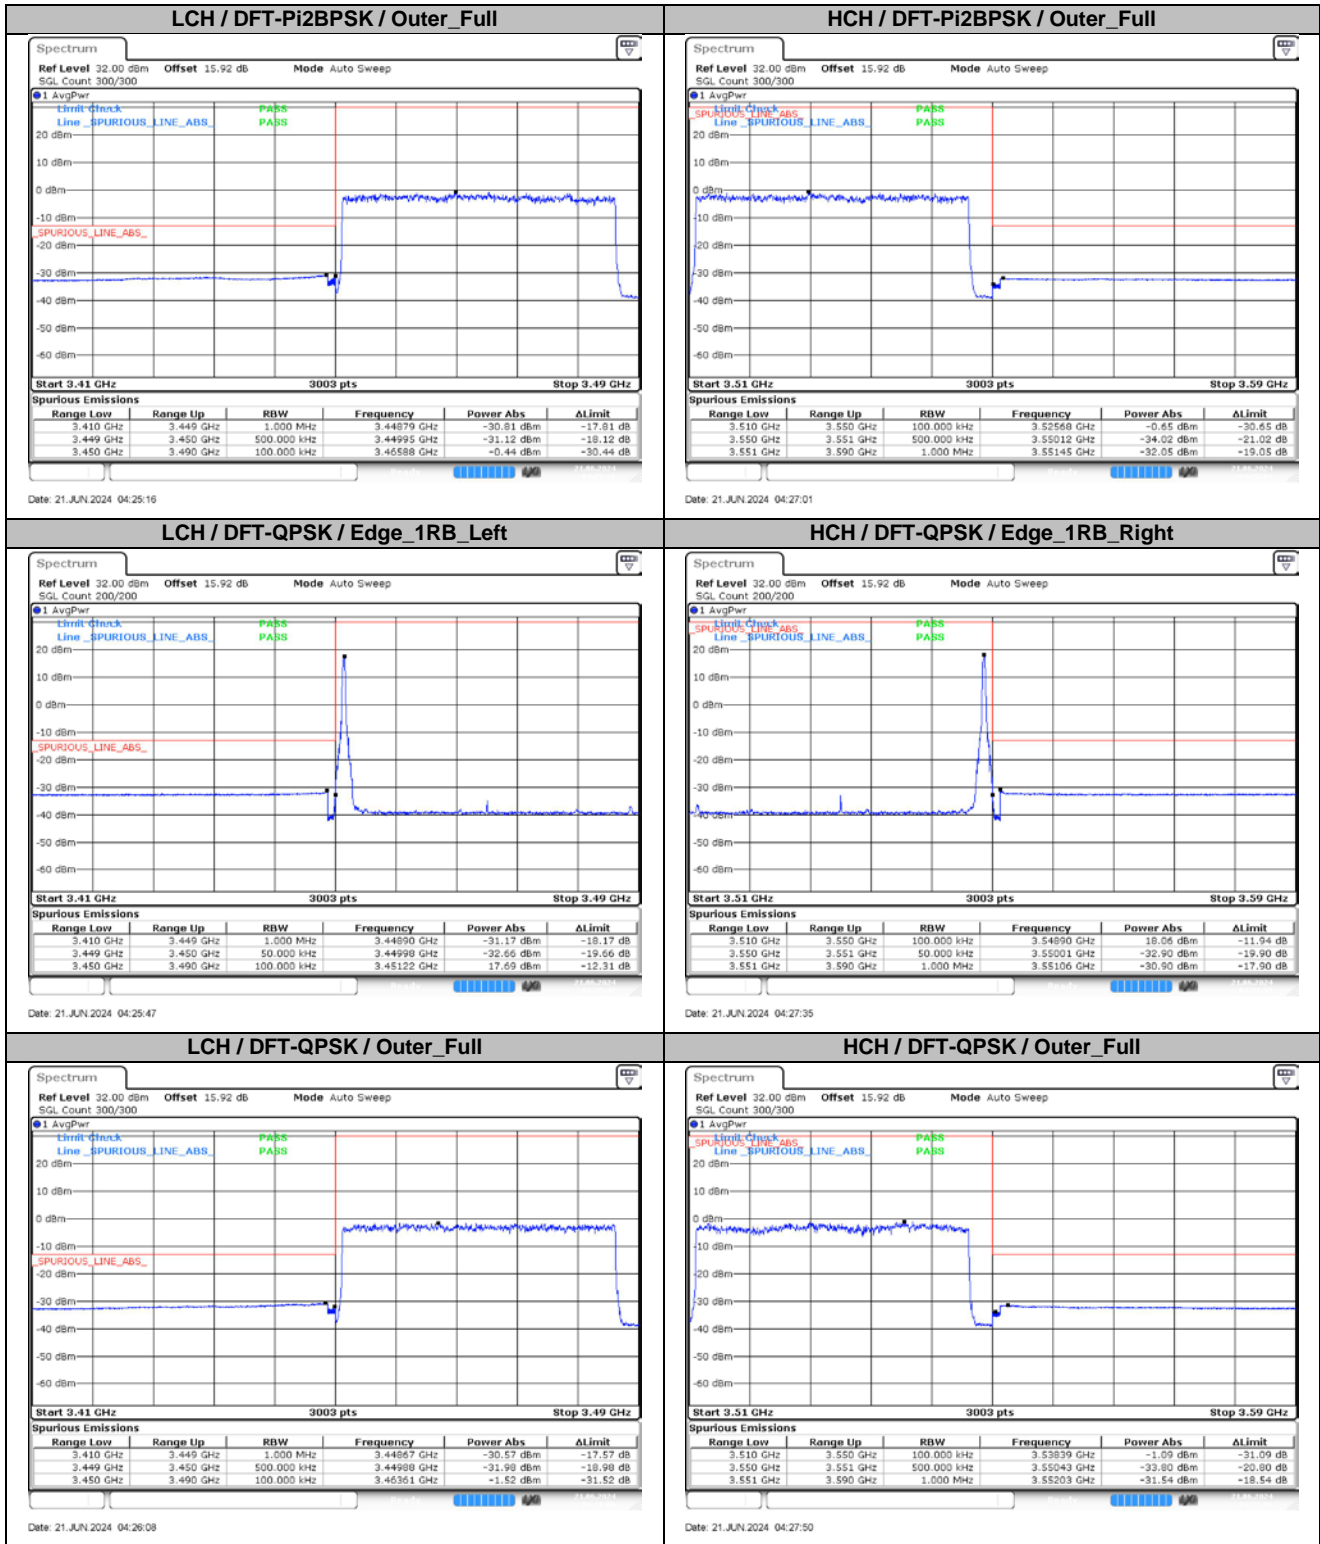 LCH / DFT-Pi2BPSK / Outer_Full
Spectrum
Ref Level 32.00 dBm Offset 15.92 dB Mode Auto Sweep
SGL Count 300/300
1 AvgPwr
Limit Check PASS
Line _SPURIOUS_LINE_ABS_ PASS
20 dBm
10 dBm
0 dBm
-10 dBm
_SPURIOUS_LINE_ABS_
-20 dBm
-30 dBm
-40 dBm
-50 dBm
-60 dBm
Start 3.41 GHz 3003 pts Stop 3.49 GHz
Spurious Emissions
Range Low Range Up RBW Frequency Power Abs ΔLimit
3.410 GHz 3.449 GHz 1.000 MHz 3.44879 GHz -30.81 dBm -17.81 dB
3.449 GHz 3.450 GHz 500.000 kHz 3.44995 GHz -31.12 dBm -18.12 dB
3.450 GHz 3.490 GHz 100.000 kHz 3.46588 GHz -0.44 dBm -30.44 dB
Date: 21.JUN.2024 04:25:16
HCH / DFT-Pi2BPSK / Outer_Full
Spectrum
Ref Level 32.00 dBm Offset 15.92 dB Mode Auto Sweep
SGL Count 300/300
1 AvgPwr
Limit Check PASS
_SPURIOUS_LINE_ABS_
Line _SPURIOUS_LINE_ABS_ PASS
20 dBm
10 dBm
0 dBm
-10 dBm
-20 dBm
-30 dBm
-40 dBm
-50 dBm
-60 dBm
Start 3.51 GHz 3003 pts Stop 3.59 GHz
Spurious Emissions
Range Low Range Up RBW Frequency Power Abs ΔLimit
3.510 GHz 3.550 GHz 100.000 kHz 3.52568 GHz -0.65 dBm -30.65 dB
3.550 GHz 3.551 GHz 500.000 kHz 3.55012 GHz -34.02 dBm -21.02 dB
3.551 GHz 3.590 GHz 1.000 MHz 3.55145 GHz -32.05 dBm -19.05 dB
Date: 21.JUN.2024 04:27:01
LCH / DFT-QPSK / Edge_1RB_Left
Spectrum
Ref Level 32.00 dBm Offset 15.92 dB Mode Auto Sweep
SGL Count 200/200
1 AvgPwr
Limit Check PASS
Line _SPURIOUS_LINE_ABS_ PASS
20 dBm
10 dBm
0 dBm
-10 dBm
_SPURIOUS_LINE_ABS_
-20 dBm
-30 dBm
-40 dBm
-50 dBm
-60 dBm
Start 3.41 GHz 3003 pts Stop 3.49 GHz
Spurious Emissions
Range Low Range Up RBW Frequency Power Abs ΔLimit
3.410 GHz 3.449 GHz 1.000 MHz 3.44890 GHz -31.17 dBm -18.17 dB
3.449 GHz 3.450 GHz 50.000 kHz 3.44998 GHz -32.66 dBm -19.66 dB
3.450 GHz 3.490 GHz 100.000 kHz 3.45122 GHz 17.69 dBm -12.31 dB
Date: 21.JUN.2024 04:25:47
HCH / DFT-QPSK / Edge_1RB_Right
Spectrum
Ref Level 32.00 dBm Offset 15.92 dB Mode Auto Sweep
SGL Count 200/200
1 AvgPwr
Limit Check PASS
_SPURIOUS_LINE_ABS_
Line _SPURIOUS_LINE_ABS_ PASS
20 dBm
10 dBm
0 dBm
-10 dBm
-20 dBm
-30 dBm
-40 dBm
-50 dBm
-60 dBm
Start 3.51 GHz 3003 pts Stop 3.59 GHz
Spurious Emissions
Range Low Range Up RBW Frequency Power Abs ΔLimit
3.510 GHz 3.550 GHz 100.000 kHz 3.54890 GHz 18.06 dBm -11.94 dB
3.550 GHz 3.551 GHz 50.000 kHz 3.55001 GHz -32.90 dBm -19.90 dB
3.551 GHz 3.590 GHz 1.000 MHz 3.55106 GHz -30.90 dBm -17.90 dB
Date: 21.JUN.2024 04:27:35
LCH / DFT-QPSK / Outer_Full
Spectrum
Ref Level 32.00 dBm Offset 15.92 dB Mode Auto Sweep
SGL Count 300/300
1 AvgPwr
Limit Check PASS
Line _SPURIOUS_LINE_ABS_ PASS
20 dBm
10 dBm
0 dBm
-10 dBm
_SPURIOUS_LINE_ABS_
-20 dBm
-30 dBm
-40 dBm
-50 dBm
-60 dBm
Start 3.41 GHz 3003 pts Stop 3.49 GHz
Spurious Emissions
Range Low Range Up RBW Frequency Power Abs ΔLimit
3.410 GHz 3.449 GHz 1.000 MHz 3.44867 GHz -30.57 dBm -17.57 dB
3.449 GHz 3.450 GHz 500.000 kHz 3.44988 GHz -31.98 dBm -18.98 dB
3.450 GHz 3.490 GHz 100.000 kHz 3.46361 GHz -1.52 dBm -31.52 dB
Date: 21.JUN.2024 04:26:08
HCH / DFT-QPSK / Outer_Full
Spectrum
Ref Level 32.00 dBm Offset 15.92 dB Mode Auto Sweep
SGL Count 300/300
1 AvgPwr
Limit Check PASS
_SPURIOUS_LINE_ABS_
Line _SPURIOUS_LINE_ABS_ PASS
20 dBm
10 dBm
0 dBm
-10 dBm
-20 dBm
-30 dBm
-40 dBm
-50 dBm
-60 dBm
Start 3.51 GHz 3003 pts Stop 3.59 GHz
Spurious Emissions
Range Low Range Up RBW Frequency Power Abs ΔLimit
3.510 GHz 3.550 GHz 100.000 kHz 3.53839 GHz -1.09 dBm -31.09 dB
3.550 GHz 3.551 GHz 500.000 kHz 3.55043 GHz -33.80 dBm -20.80 dB
3.551 GHz 3.590 GHz 1.000 MHz 3.55203 GHz -31.54 dBm -18.54 dB
Date: 21.JUN.2024 04:27:50